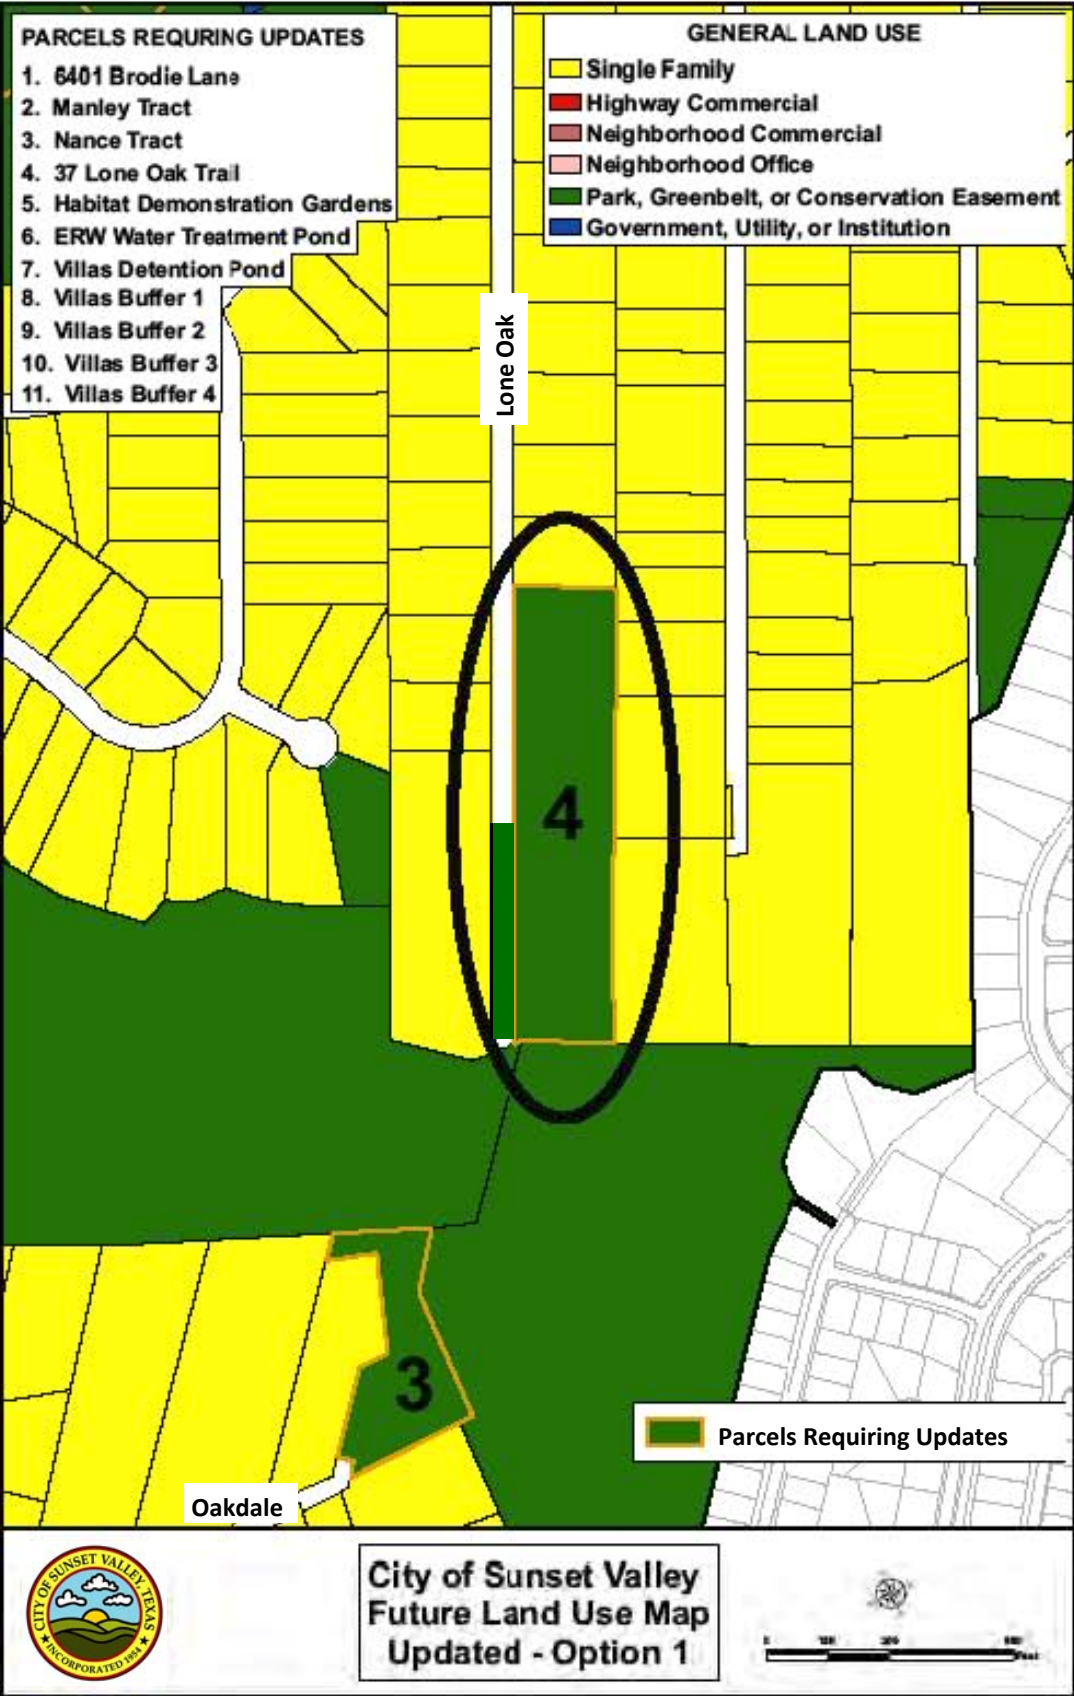 PARCELS REQURING UPDATES
1. 6401 Brodie Lane
2. Manley Tract
3. Nance Tract
4. 37 Lone Oak Trail
5. Habitat Demonstration Gardens
6. ERW Water Treatment Pond
7. Villas Detention Pond
8. Villas Buffer 1
9. Villas Buffer 2
10. Villas Buffer 3
11. Villas Buffer 4
GENERAL LAND USE
Single Family
Highway Commercial
Neighborhood Commercial
Neighborhood Office
Park, Greenbelt, or Conservation Easement
Government, Utility, or Institution
Lone Oak
4
3
Parcels Requiring Updates
Oakdale
CITY OF SUNSET VALLEY, TEXAS
INCORPORATED 1954
City of Sunset Valley
Future Land Use Map
Updated - Option 1